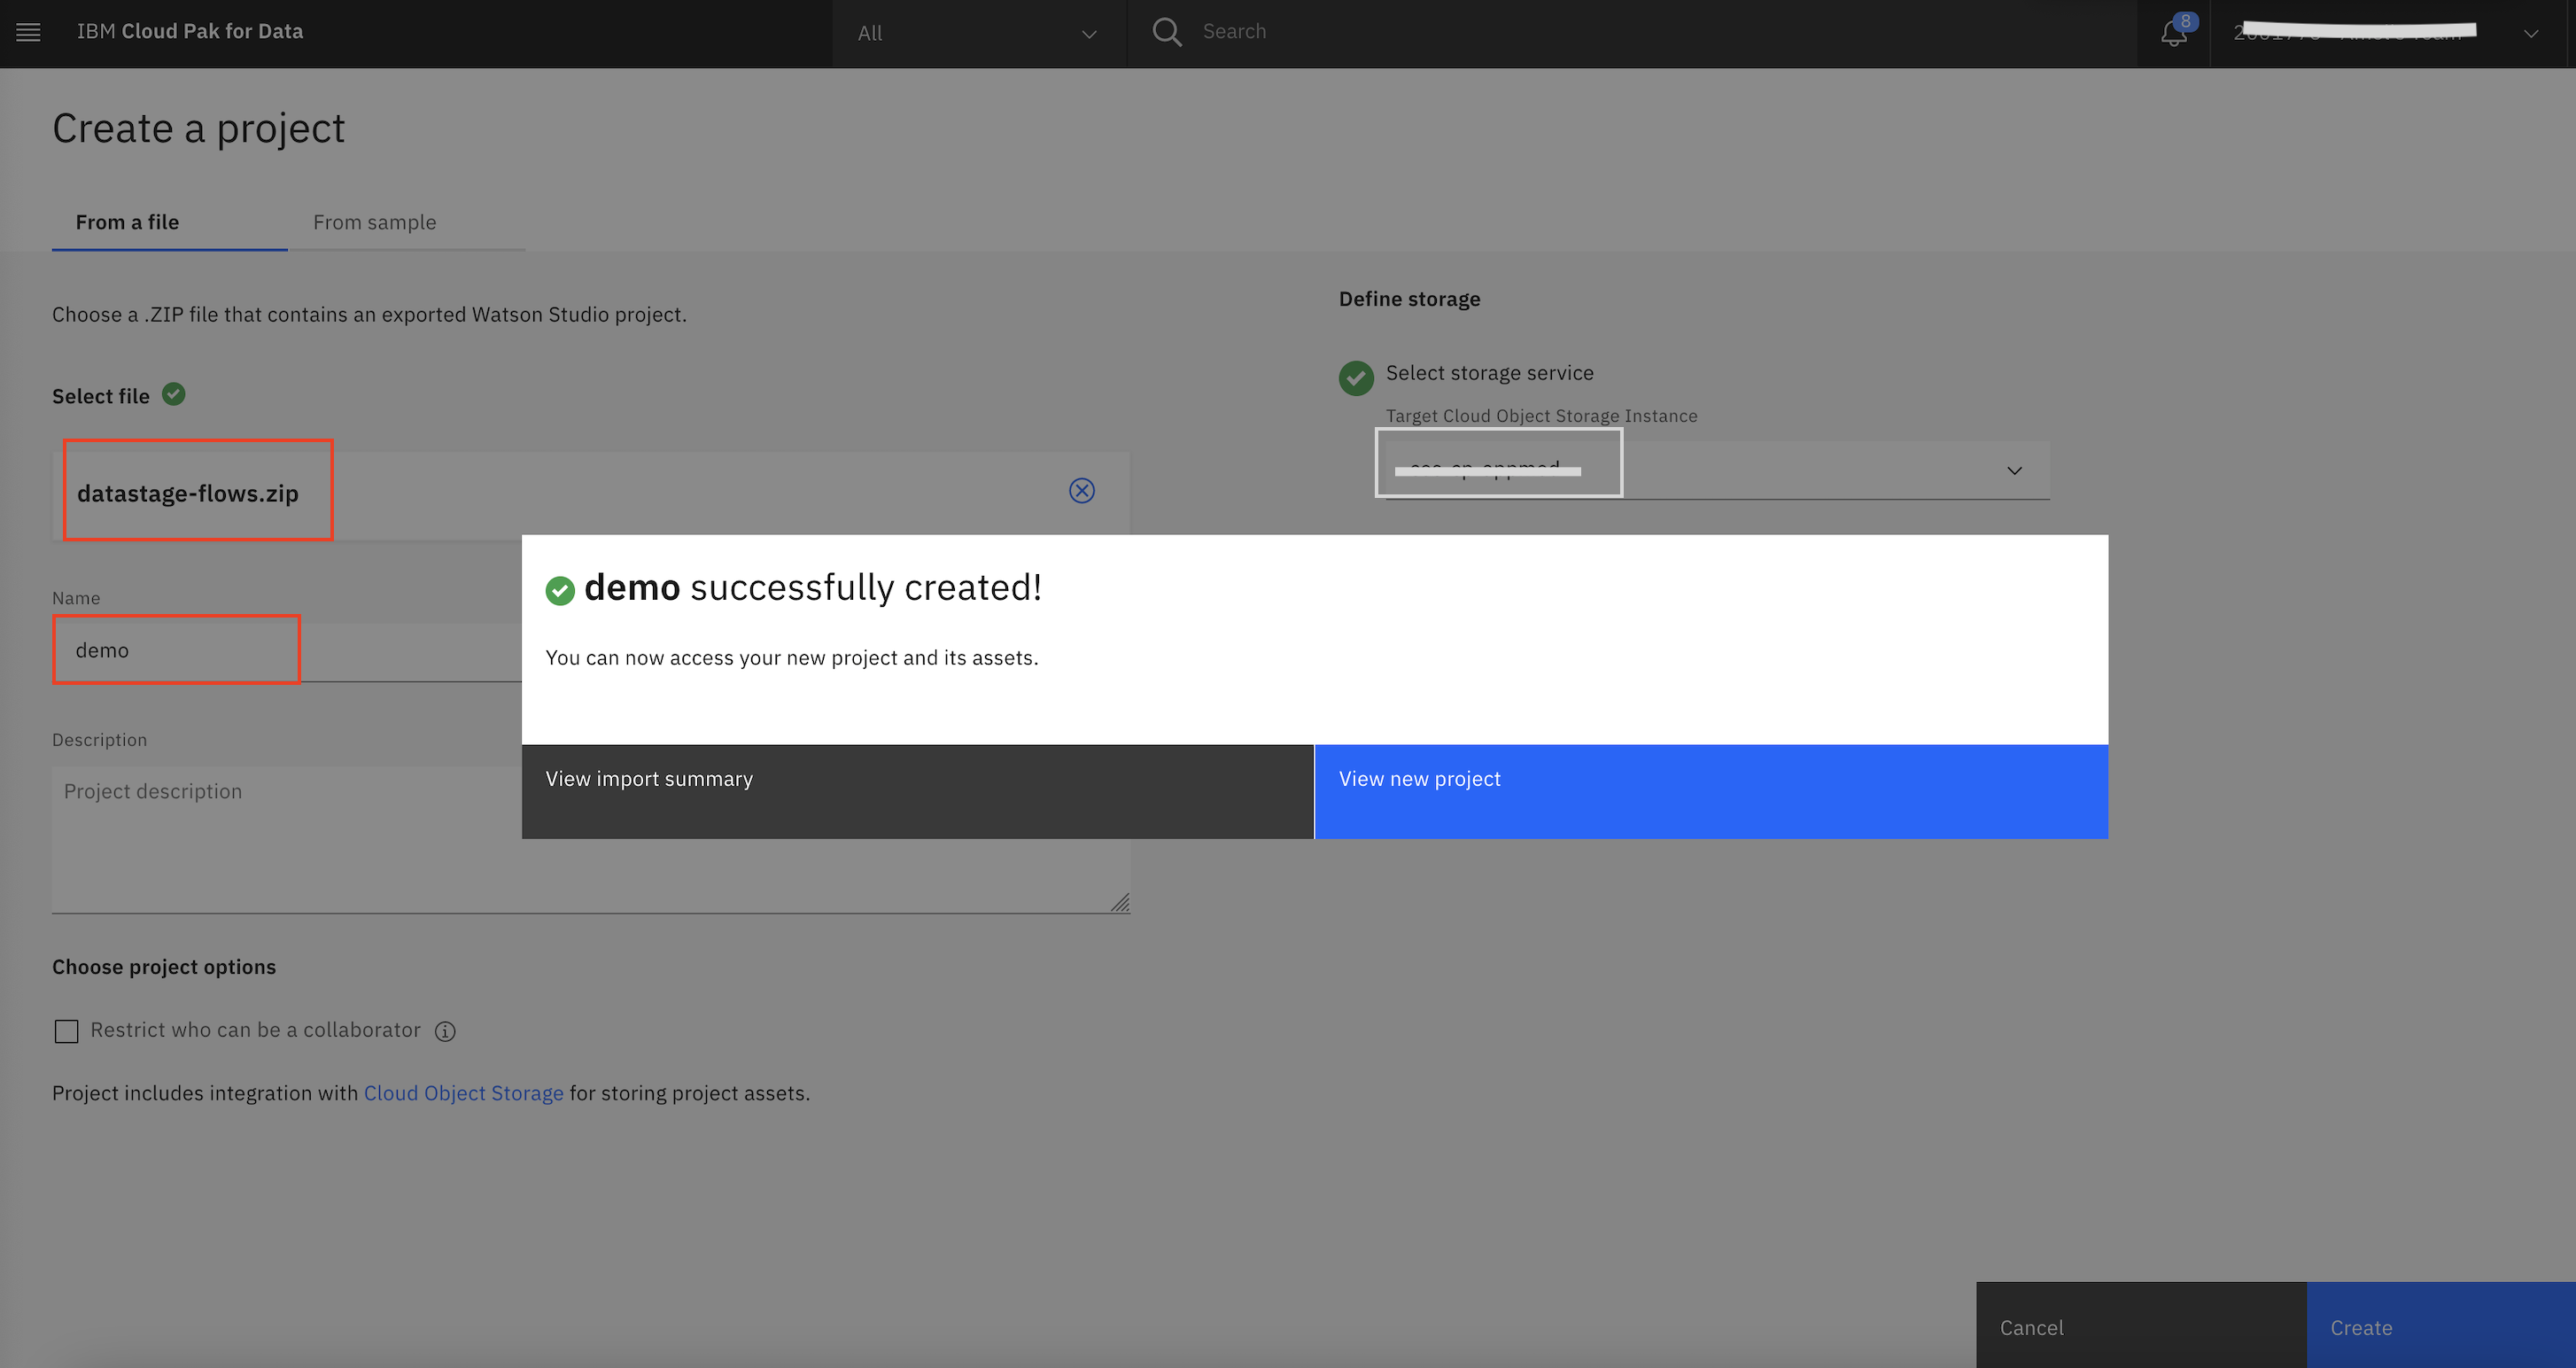 IBM Cloud Pak for Data
All
Search
8
Create a project
From a file
From sample
Choose a .ZIP file that contains an exported Watson Studio project.
Select file
datastage-flows.zip
Name
demo
Description
Project description
Choose project options
Restrict who can be a collaborator
Project includes integration with Cloud Object Storage for storing project assets.
Define storage
Select storage service
Target Cloud Object Storage Instance
demo successfully created!
You can now access your new project and its assets.
View import summary
View new project
Cancel
Create